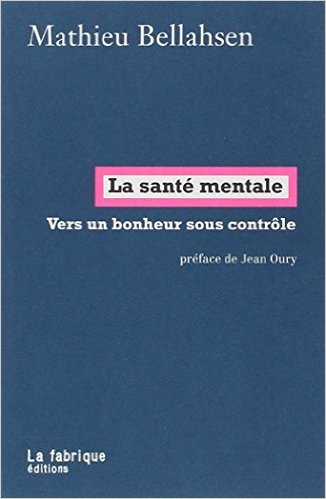 Mathieu Bellahsen
La santé mentale
Vers un bonheur sous contrôle
préface de Jean Oury
La fabrique
éditions